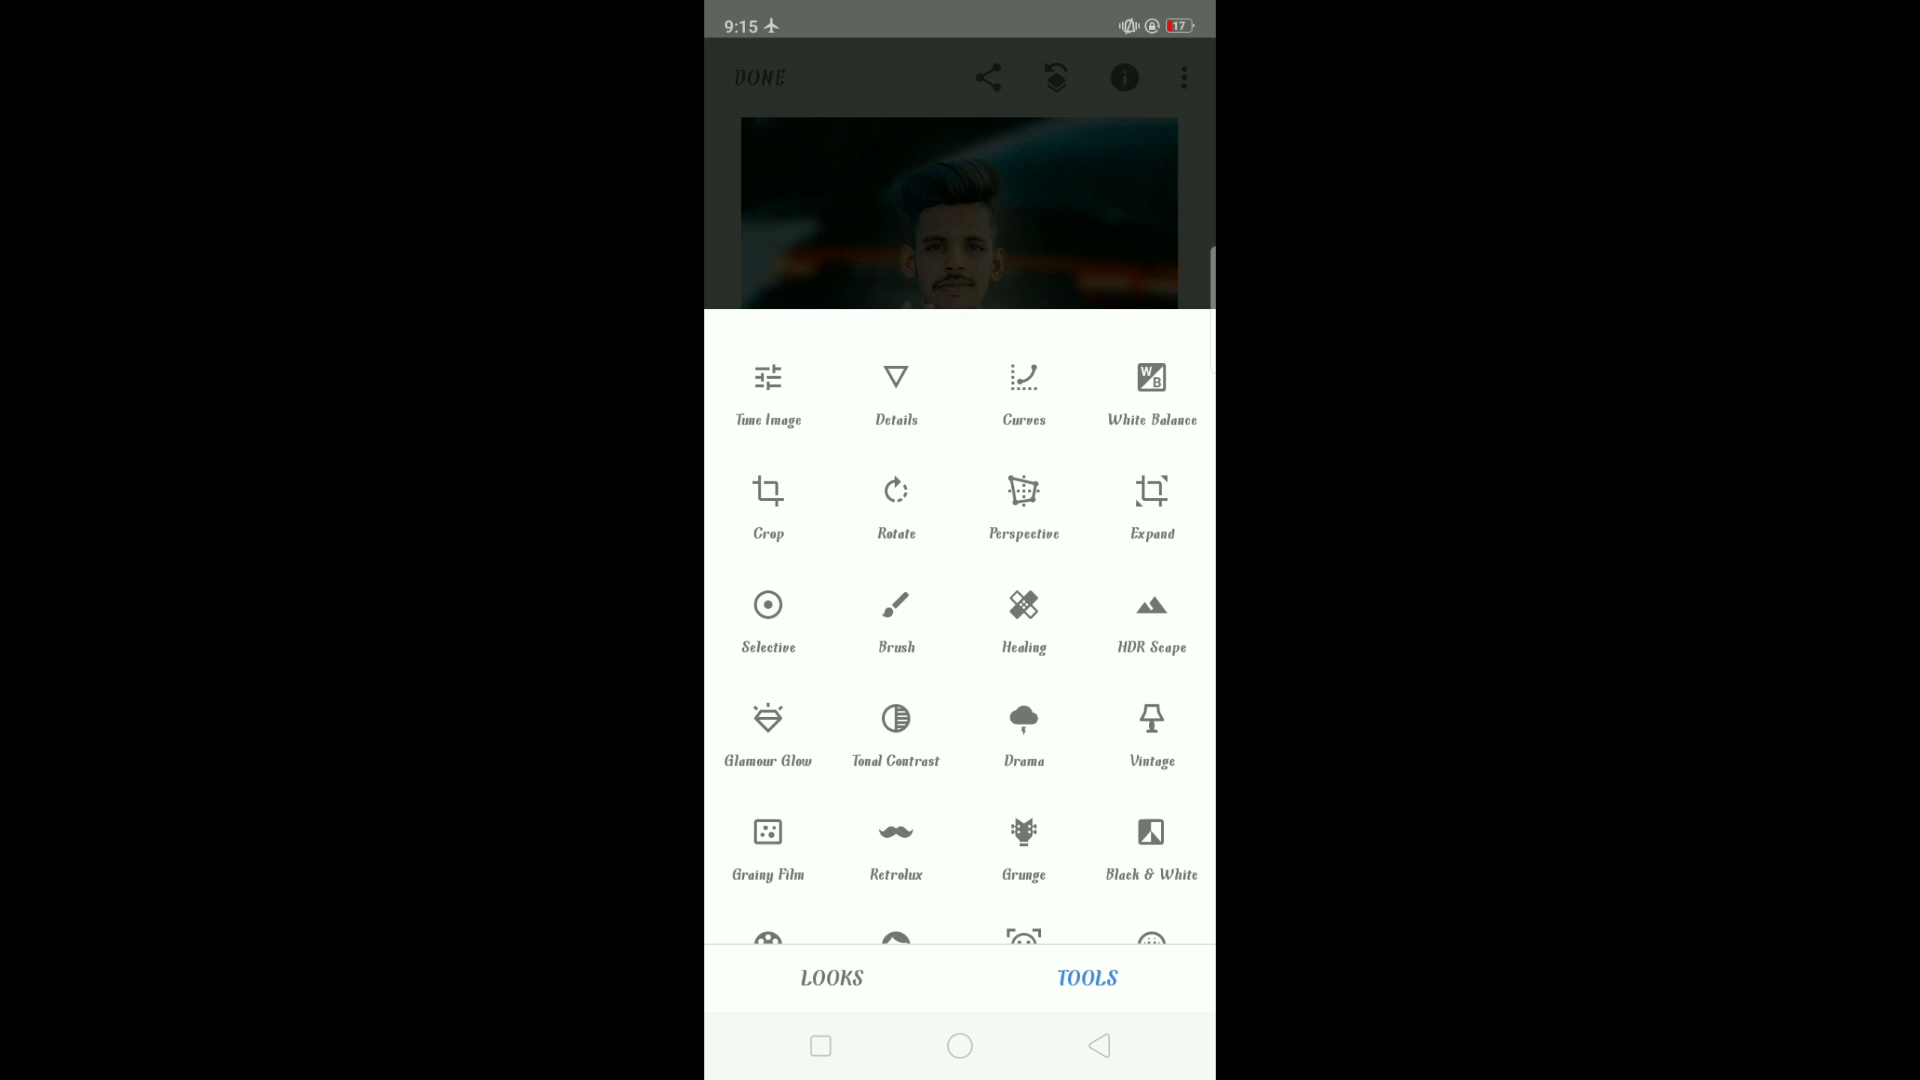 9:15 17
DONE
Tune Image Details Curves White Balance
Crop Rotate Perspective Expand
Selective Brush Healing HDR Scape
Glamour Glow Tonal Contrast Drama Vintage
Grainy Film Retrolux Grunge Black & White
LOOKS TOOLS